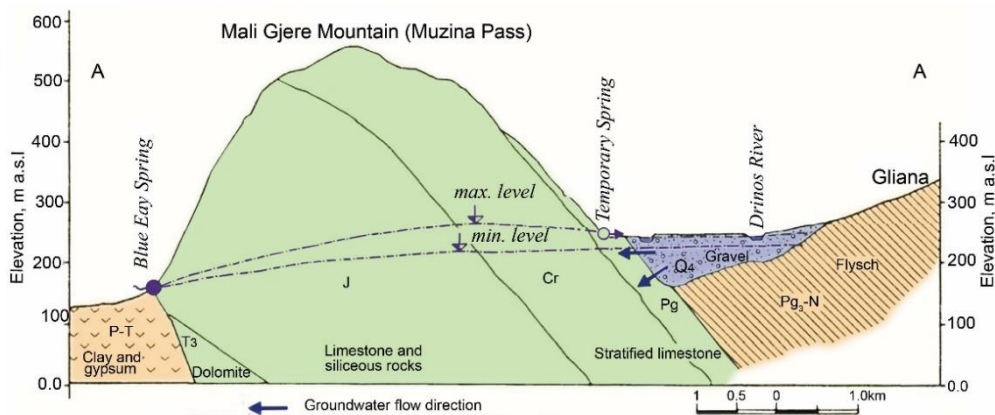 Mali Gjere Mountain (Muzina Pass)
A
A
600
500
400
300
200
100
0.0
Elevation, m a.s.l
Blue Eay Spring
max. level
min. level
Temporary Spring
Drinos River
Gliana
400
300
200
100
0.0
Elevation, m a.s.l
J
Cr
Q4
Gravel
Flysch
Pg
Pg3-N
P-T
Clay and
gypsum
T3
Dolomite
Limestone and
siliceous rocks
Stratified limestone
Groundwater flow direction
1 0.5 0 1.0km